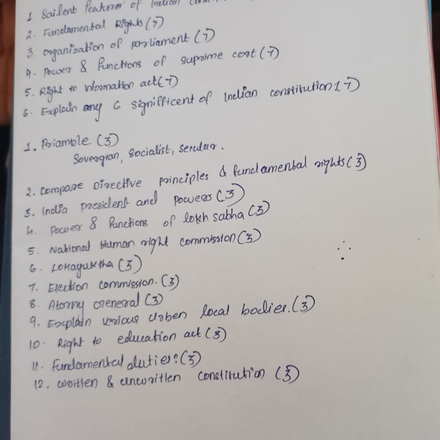 1 Sailent Features of Indian
2. Fundamental Rights (7)
3. organisation of parliament (7)
4. Power & Functions of supreme cost (7)
5. Right to Information act (7)
6. Explain any 6 significent of Indian constitution (7)
1. Priamble (3)
Sovergian, Socialist, Secular.
2. Compare Directive principles & fundamental rights (3)
3. India president and powers (3)
4. Power & Functions of lokh sabha (3)
5. National Human right commission (3)
6. Lokayuktha (3)
7. Election commission. (3)
8. Atorny General (3)
9. Explain various Urben local bodies. (3)
10. Right to education act (3)
11. Fundamental duties. (3)
12. written & unwritten constitution (3)